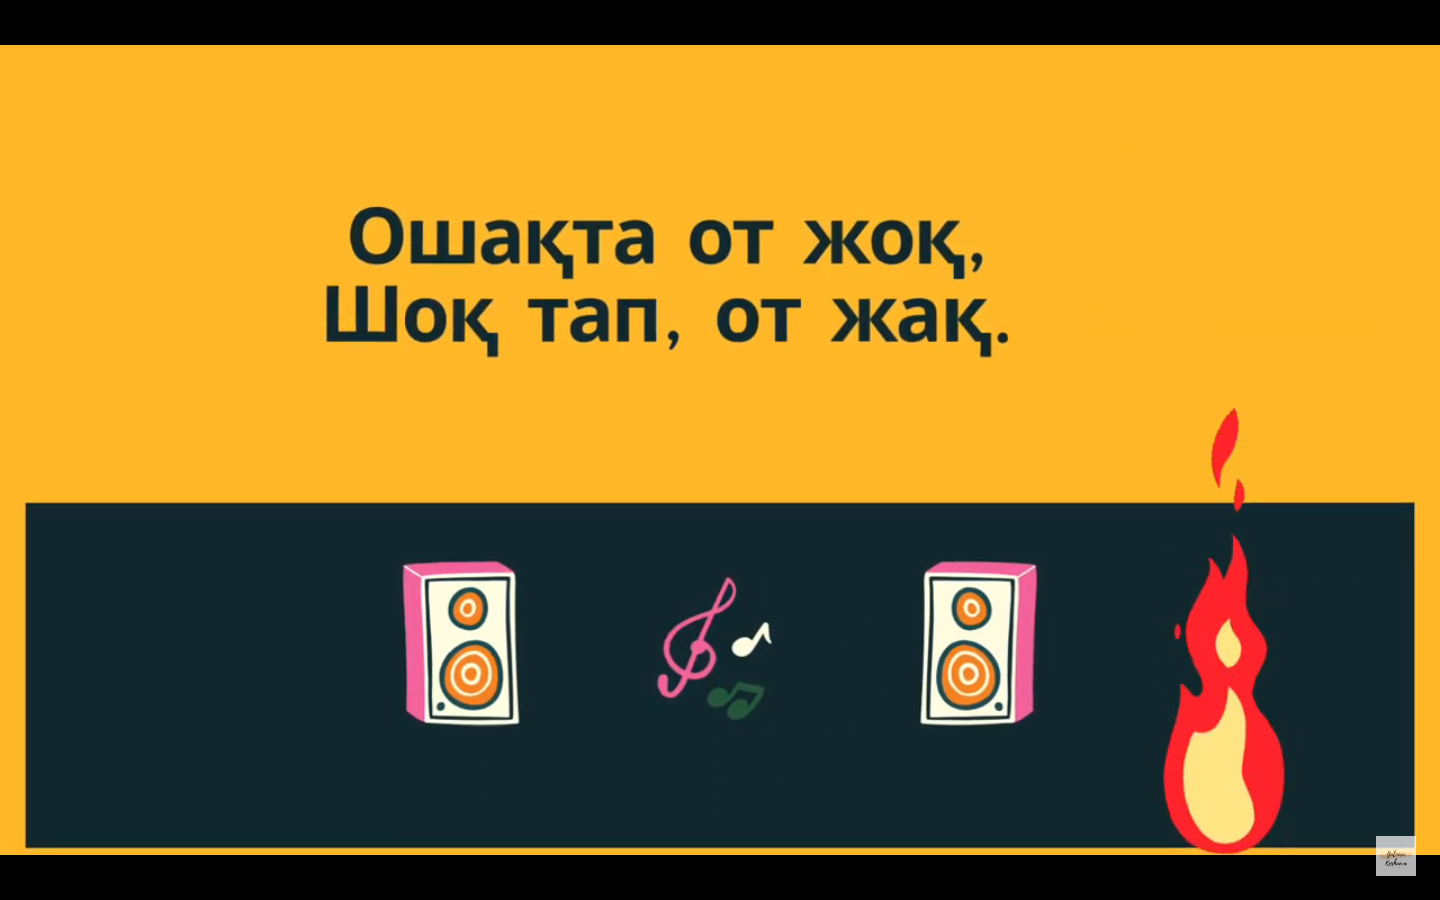 Ошақта от жоқ,
Шоқ тап, от жақ.